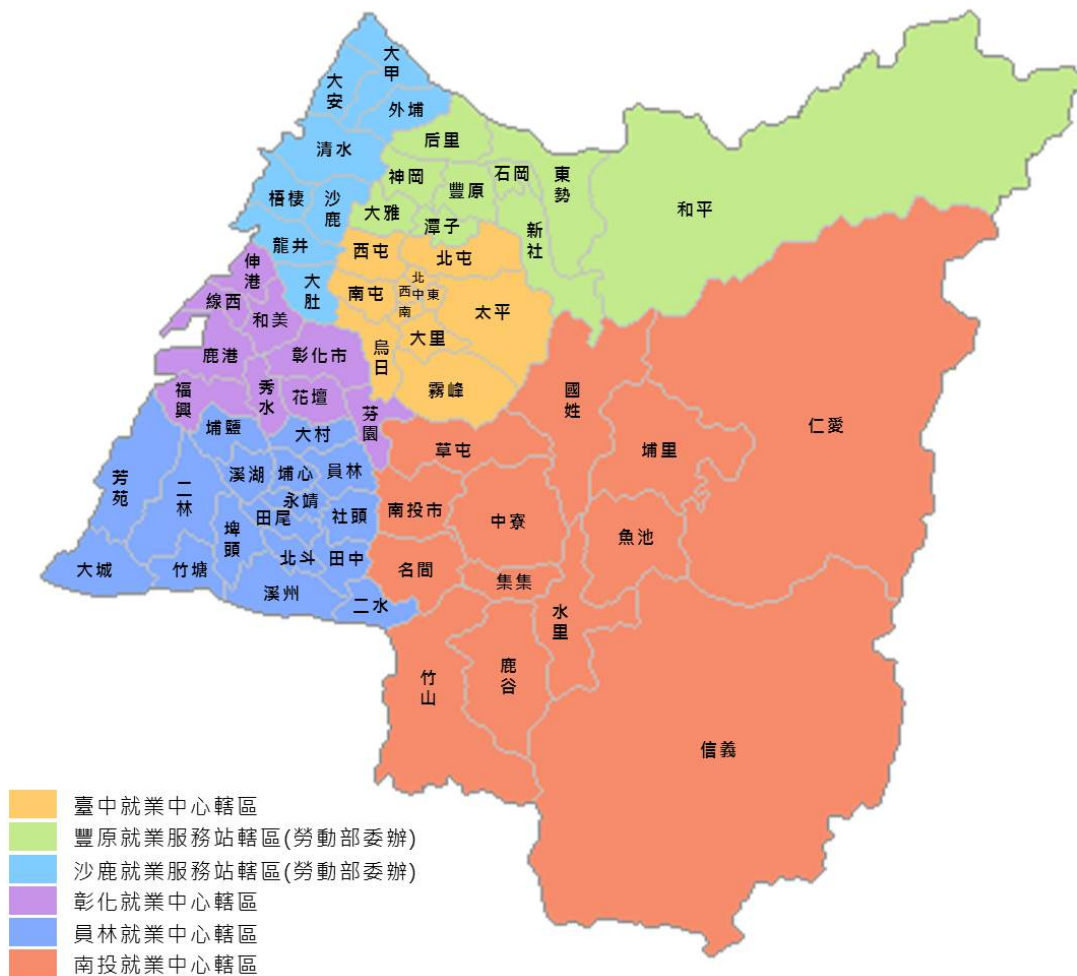 大甲
大安
外埔
后里
清水
石岡
東勢
神岡
豐原
梧棲
沙鹿
大雅
潭子
和平
新社
龍井
西屯
北屯
伸港
大肚
南屯
北
西中東
南
線西
和美
太平
大里
鹿港
彰化市
烏日
霧峰
福興
秀水
花壇
芬園
國姓
仁愛
埔鹽
大村
草屯
埔里
芳苑
二林
溪湖
埔心
員林
永靖
田尾
社頭
南投市
中寮
埤頭
魚池
北斗
田中
大城
竹塘
名間
集集
溪州
二水
水里
竹山
鹿谷
信義
臺中就業中心轄區
豐原就業服務站轄區(勞動部委辦)
沙鹿就業服務站轄區(勞動部委辦)
彰化就業中心轄區
員林就業中心轄區
南投就業中心轄區